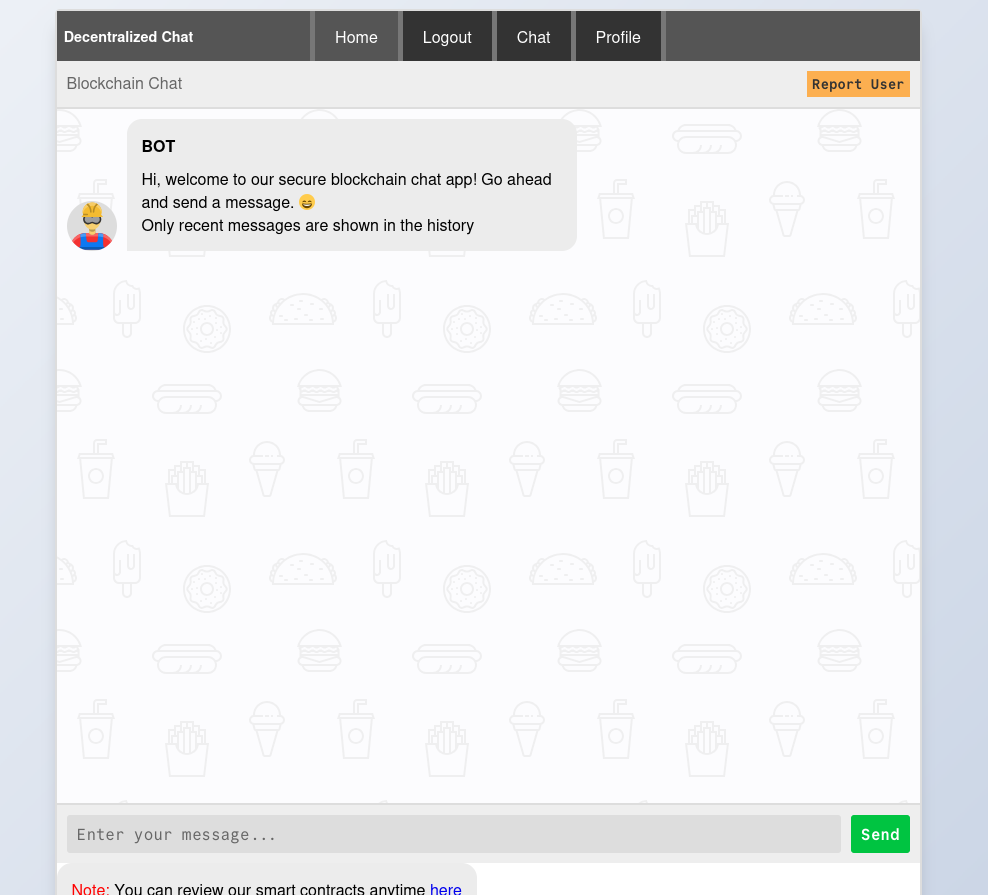 Decentralized Chat Home Logout Chat Profile
Blockchain Chat Report User
BOT
Hi, welcome to our secure blockchain chat app! Go ahead
and send a message. 😄
Only recent messages are shown in the history
Enter your message... Send
Note: You can review our smart contracts anytime here